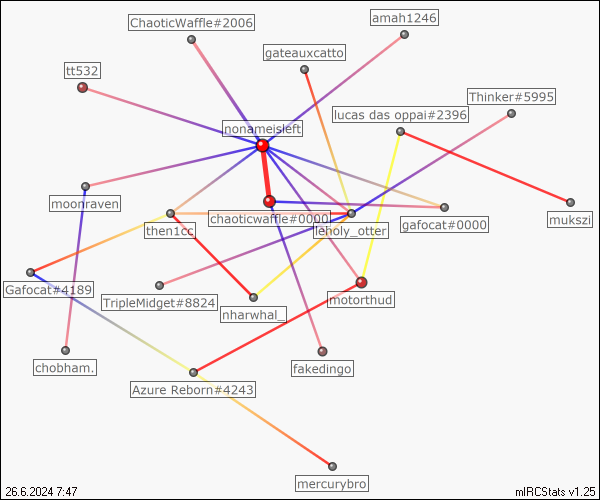 ChaoticWaffle#2006
amah1246
gateauxcatto
tt532
Thinker#5995
lucas das oppai#2396
nonameisleft
moonraven
chaoticwaffle#0000
gafocat#0000
mukszi
then1cc
leholy_otter
Gafocat#4189
TripleMidget#8824
motorthud
nharwhal_
chobham.
fakedingo
Azure Reborn#4243
mercurybro
26.6.2024 7:47
mIRCStats v1.25